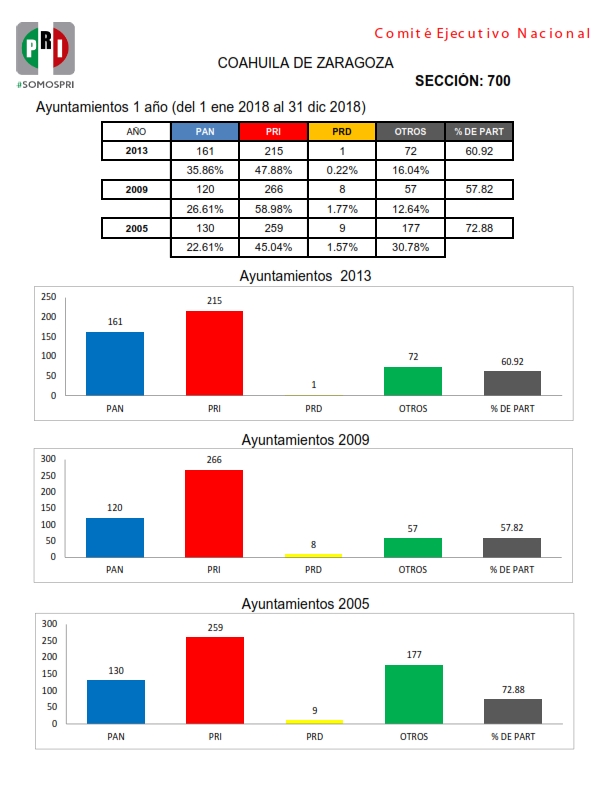 PRI
#SOMOSPRI
Comité Ejecutivo Nacional
COAHUILA DE ZARAGOZA
SECCIÓN: 700
Ayuntamientos 1 año (del 1 ene 2018 al 31 dic 2018)
AÑO PAN PRI PRD OTROS % DE PART
2013 161 215 1 72 60.92
35.86% 47.88% 0.22% 16.04%
2009 120 266 8 57 57.82
26.61% 58.98% 1.77% 12.64%
2005 130 259 9 177 72.88
22.61% 45.04% 1.57% 30.78%
Ayuntamientos 2013
250
200
150
100
50
0
161
215
1
72
60.92
PAN PRI PRD OTROS % DE PART
Ayuntamientos 2009
300
250
200
150
100
50
0
120
266
8
57
57.82
PAN PRI PRD OTROS % DE PART
Ayuntamientos 2005
300
250
200
150
100
50
0
130
259
9
177
72.88
PAN PRI PRD OTROS % DE PART